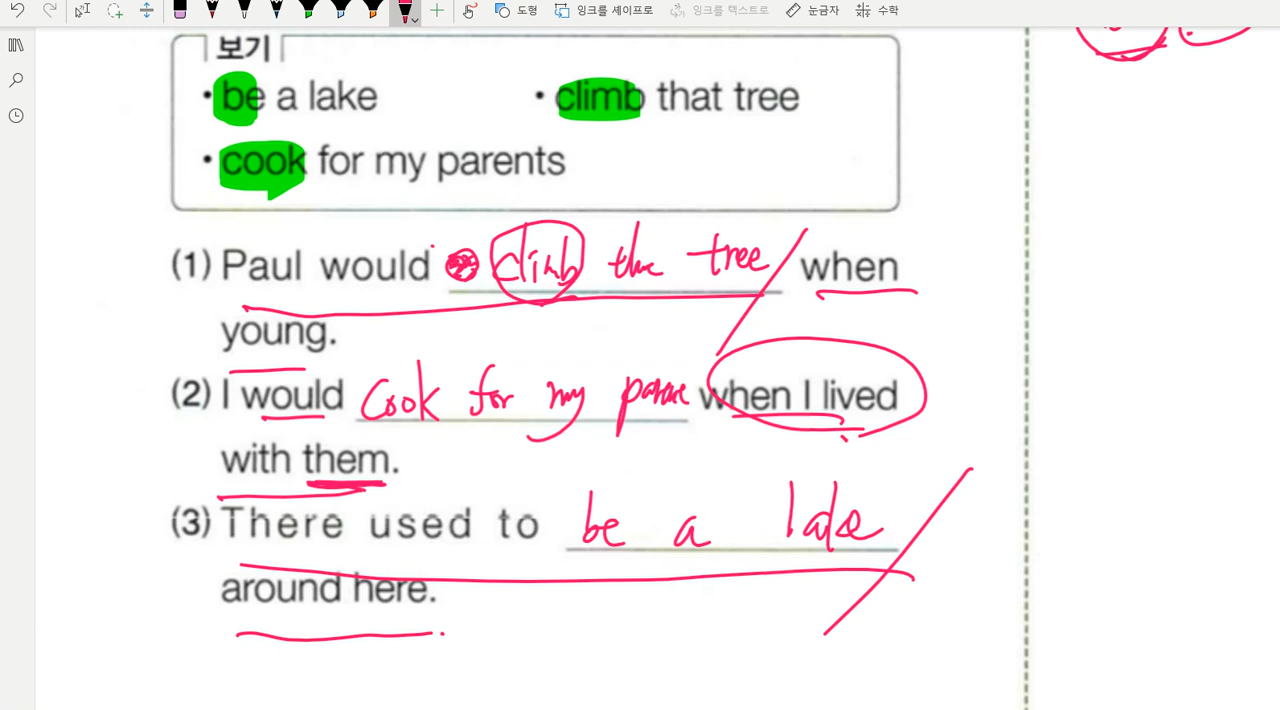 도형 잉크를 셰이프로 잉크를 텍스트로 눈금자 수학
보기
• be a lake • climb that tree
• cook for my parents
(1) Paul would climb the tree when
young.
(2) I would cook for my when I lived
with them.
(3) There used to be a lake
around here.